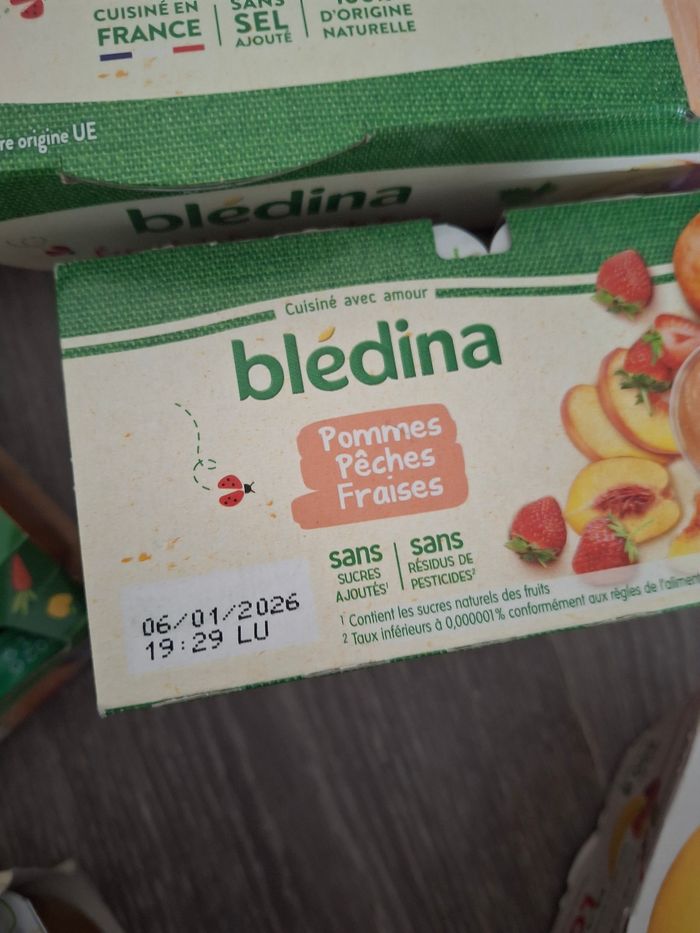 CUISINÉ EN
FRANCE
SANS
SEL
AJOUTÉ
D'ORIGINE
NATURELLE
origine UE
blédina
Cuisiné avec amour
blédina
Pommes
Pêches
Fraises
sans
SUCRES
AJOUTÉS¹
sans
RÉSIDUS DE
PESTICIDES²
¹ Contient les sucres naturels des fruits
² Taux inférieurs à 0,000001% conformément aux règles de
06/01/2026
19:29 LU